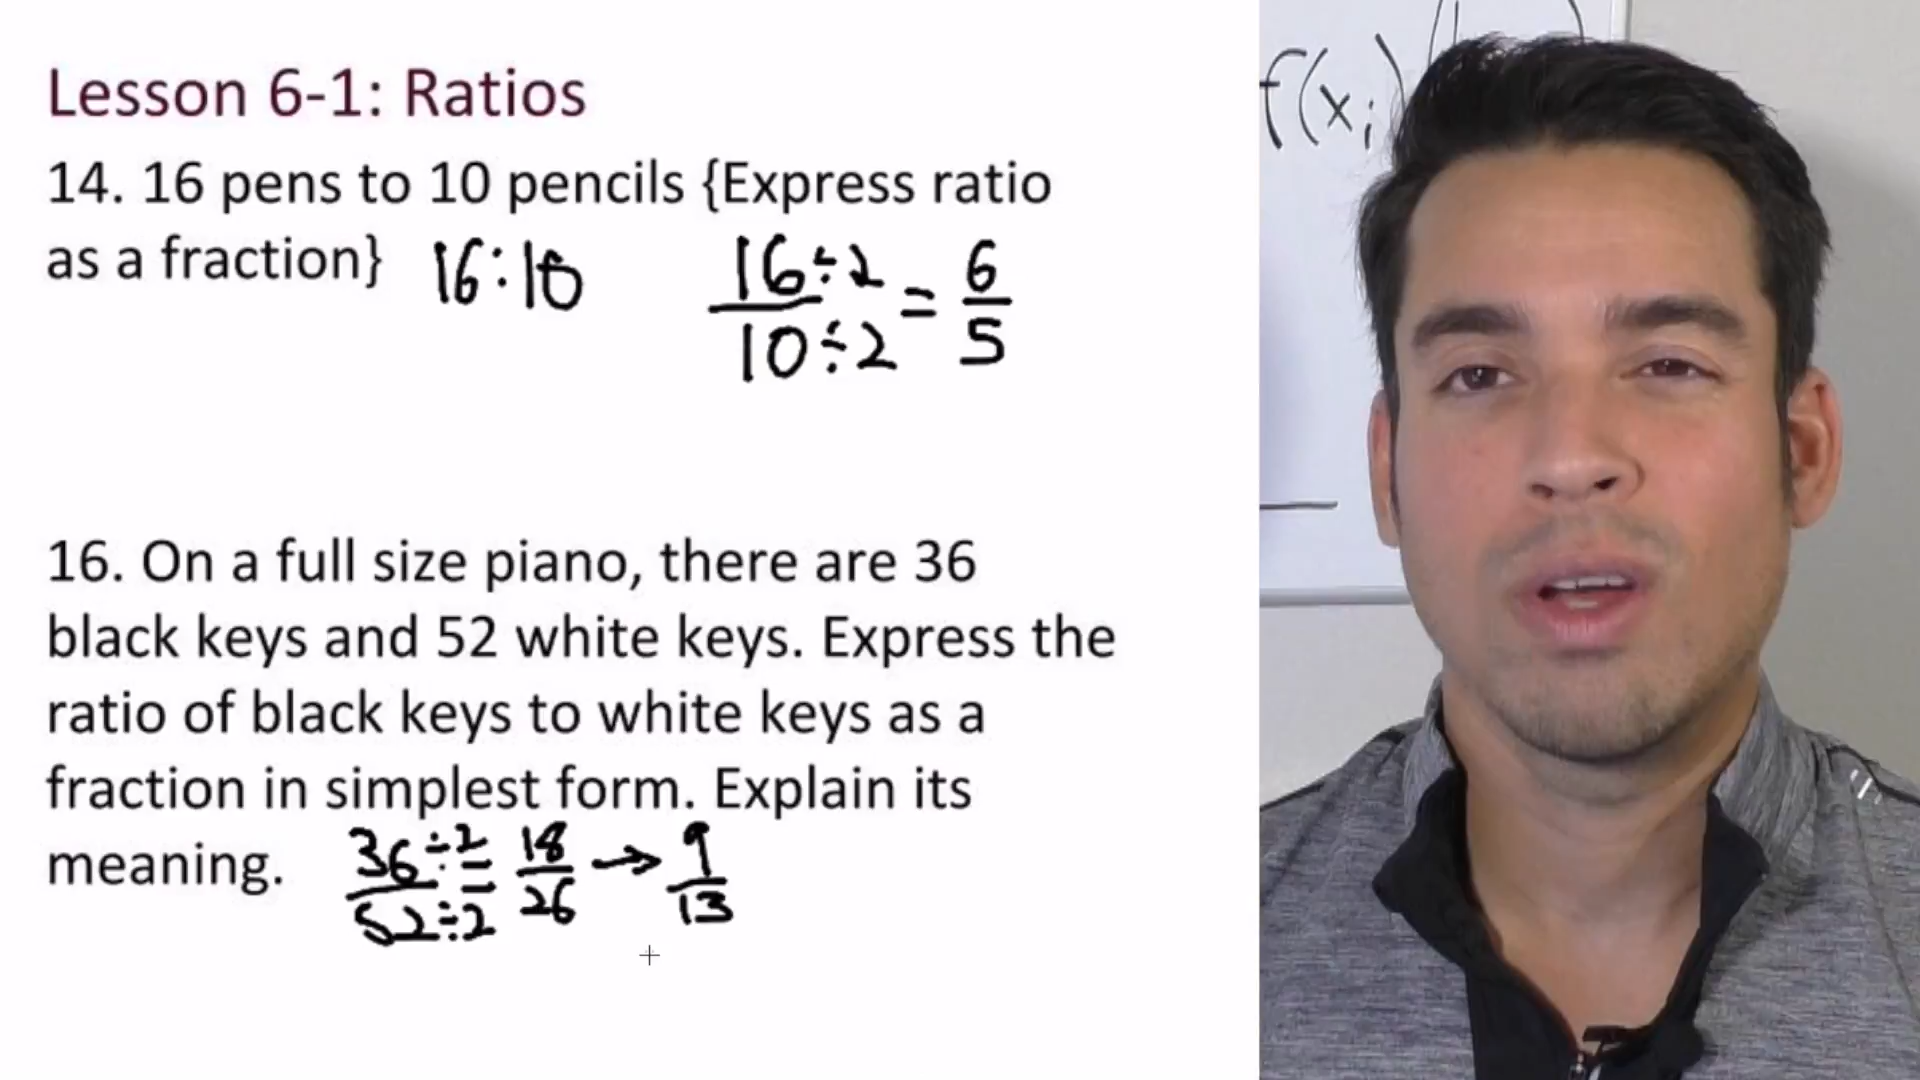 Lesson 6-1: Ratios
14. 16 pens to 10 pencils {Express ratio
as a fraction} 16:10 16÷2/10÷2 = 6/5
16. On a full size piano, there are 36
black keys and 52 white keys. Express the
ratio of black keys to white keys as a
fraction in simplest form. Explain its
meaning. 36÷2/52÷2 = 18/26 → 9/13
f(x;)